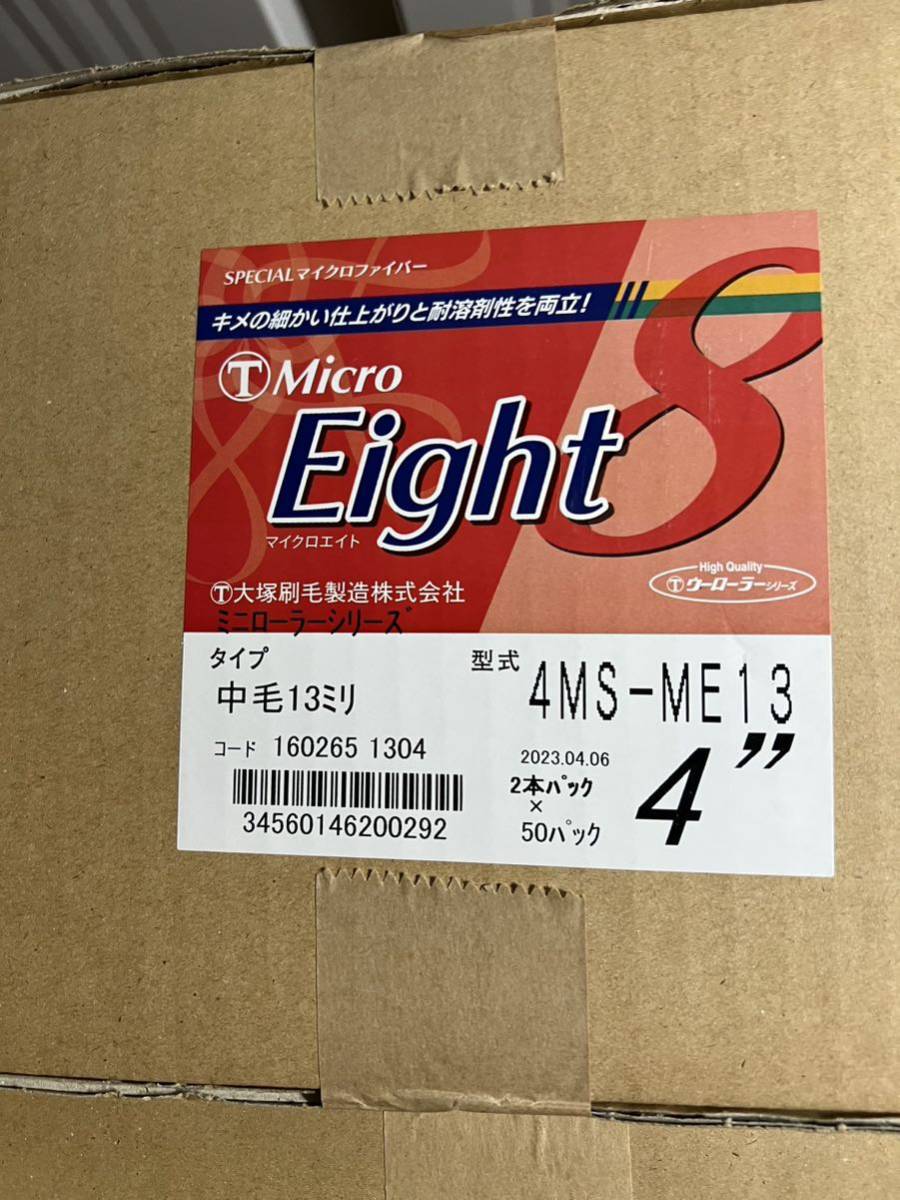 SPECIALマイクロファイバー
キメの細かい仕上がりと耐溶剤性を両立!
T Micro
Eight 8
マイクロエイト
High Quality
T ウーローラーシリーズ
T 大塚刷毛製造株式会社
ミニローラーシリーズ
タイプ
型式
中毛13ミリ
4MS-ME13
コード 160265 1304
2023.04.06
2本パック
×
50パック
4”
34560146200292